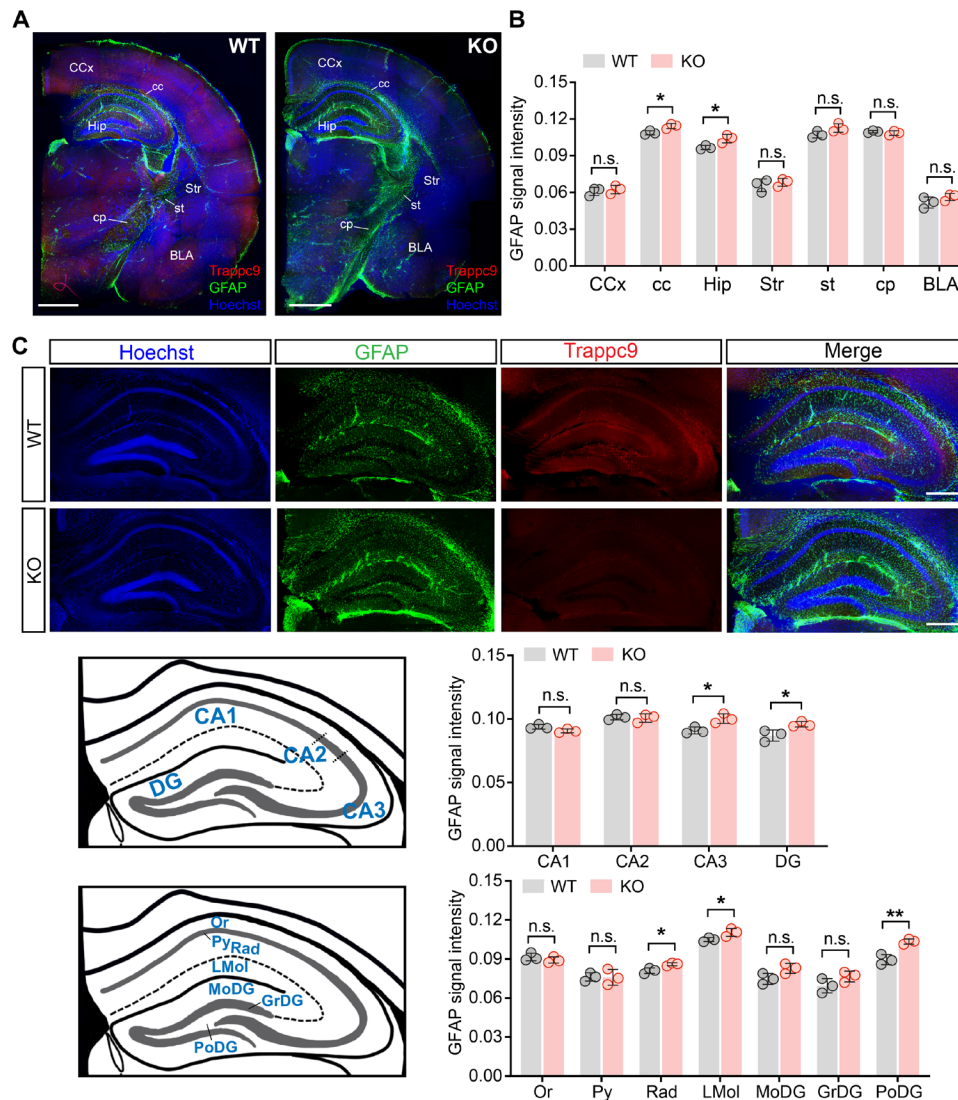 A
WT
CCx
cc
Hip
Str
st
cp
BLA
Trappc9
GFAP
Hoechst
KO
CCx
cc
Hip
Str
st
cp
BLA
Trappc9
GFAP
Hoechst
B
WT KO
GFAP signal intensity
0.15
0.12
0.09
0.06
0.03
0.00
n.s. * * n.s. n.s. n.s. n.s.
CCx cc Hip Str st cp BLA
C
Hoechst GFAP Trappc9 Merge
WT
KO
CA1
CA2
DG
CA3
WT KO
GFAP signal intensity
0.15
0.10
0.05
0.00
n.s. n.s. * *
CA1 CA2 CA3 DG
Or
Py
Rad
LMol
MoDG
GrDG
PoDG
WT KO
GFAP signal intensity
0.15
0.12
0.09
0.06
0.03
0.00
n.s. n.s. * * n.s. n.s. **
Or Py Rad LMol MoDG GrDG PoDG